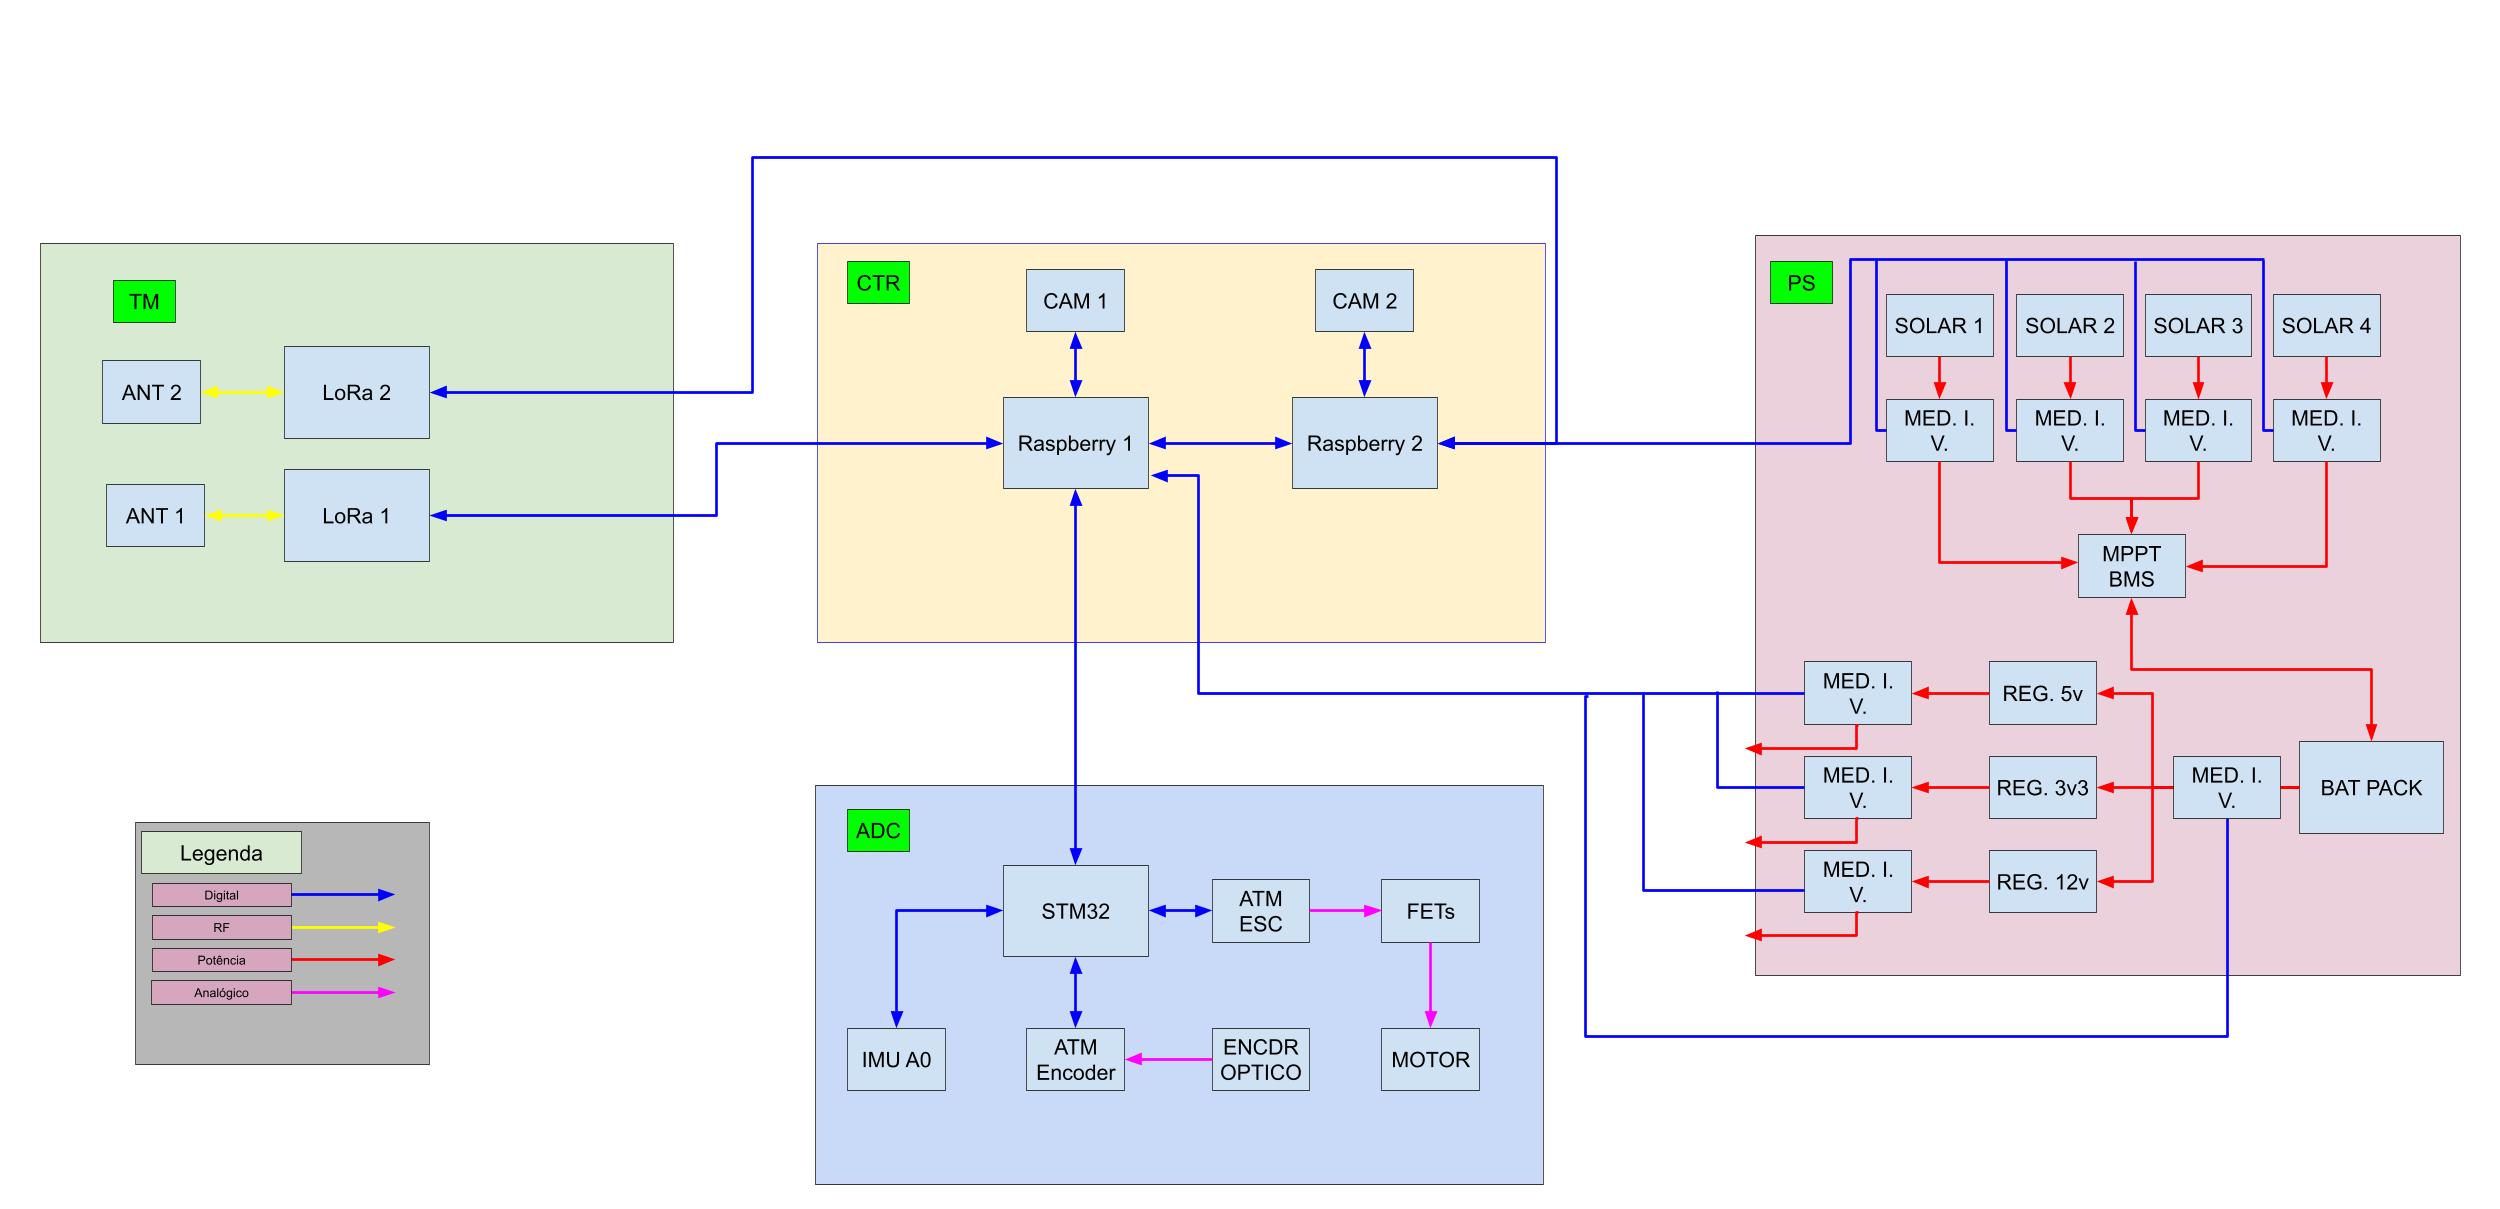 TM
ANT 2
LoRa 2
ANT 1
LoRa 1
CTR
CAM 1
CAM 2
Raspberry 1
Raspberry 2
PS
SOLAR 1
SOLAR 2
SOLAR 3
SOLAR 4
MED. I.
V.
MED. I.
V.
MED. I.
V.
MED. I.
V.
MPPT
BMS
MED. I.
V.
REG. 5v
MED. I.
V.
REG. 3v3
MED. I.
V.
BAT PACK
MED. I.
V.
REG. 12v
Legenda
Digital
RF
Potência
Analógico
ADC
STM32
ATM
ESC
FETs
IMU A0
ATM
Encoder
ENCDR
OPTICO
MOTOR